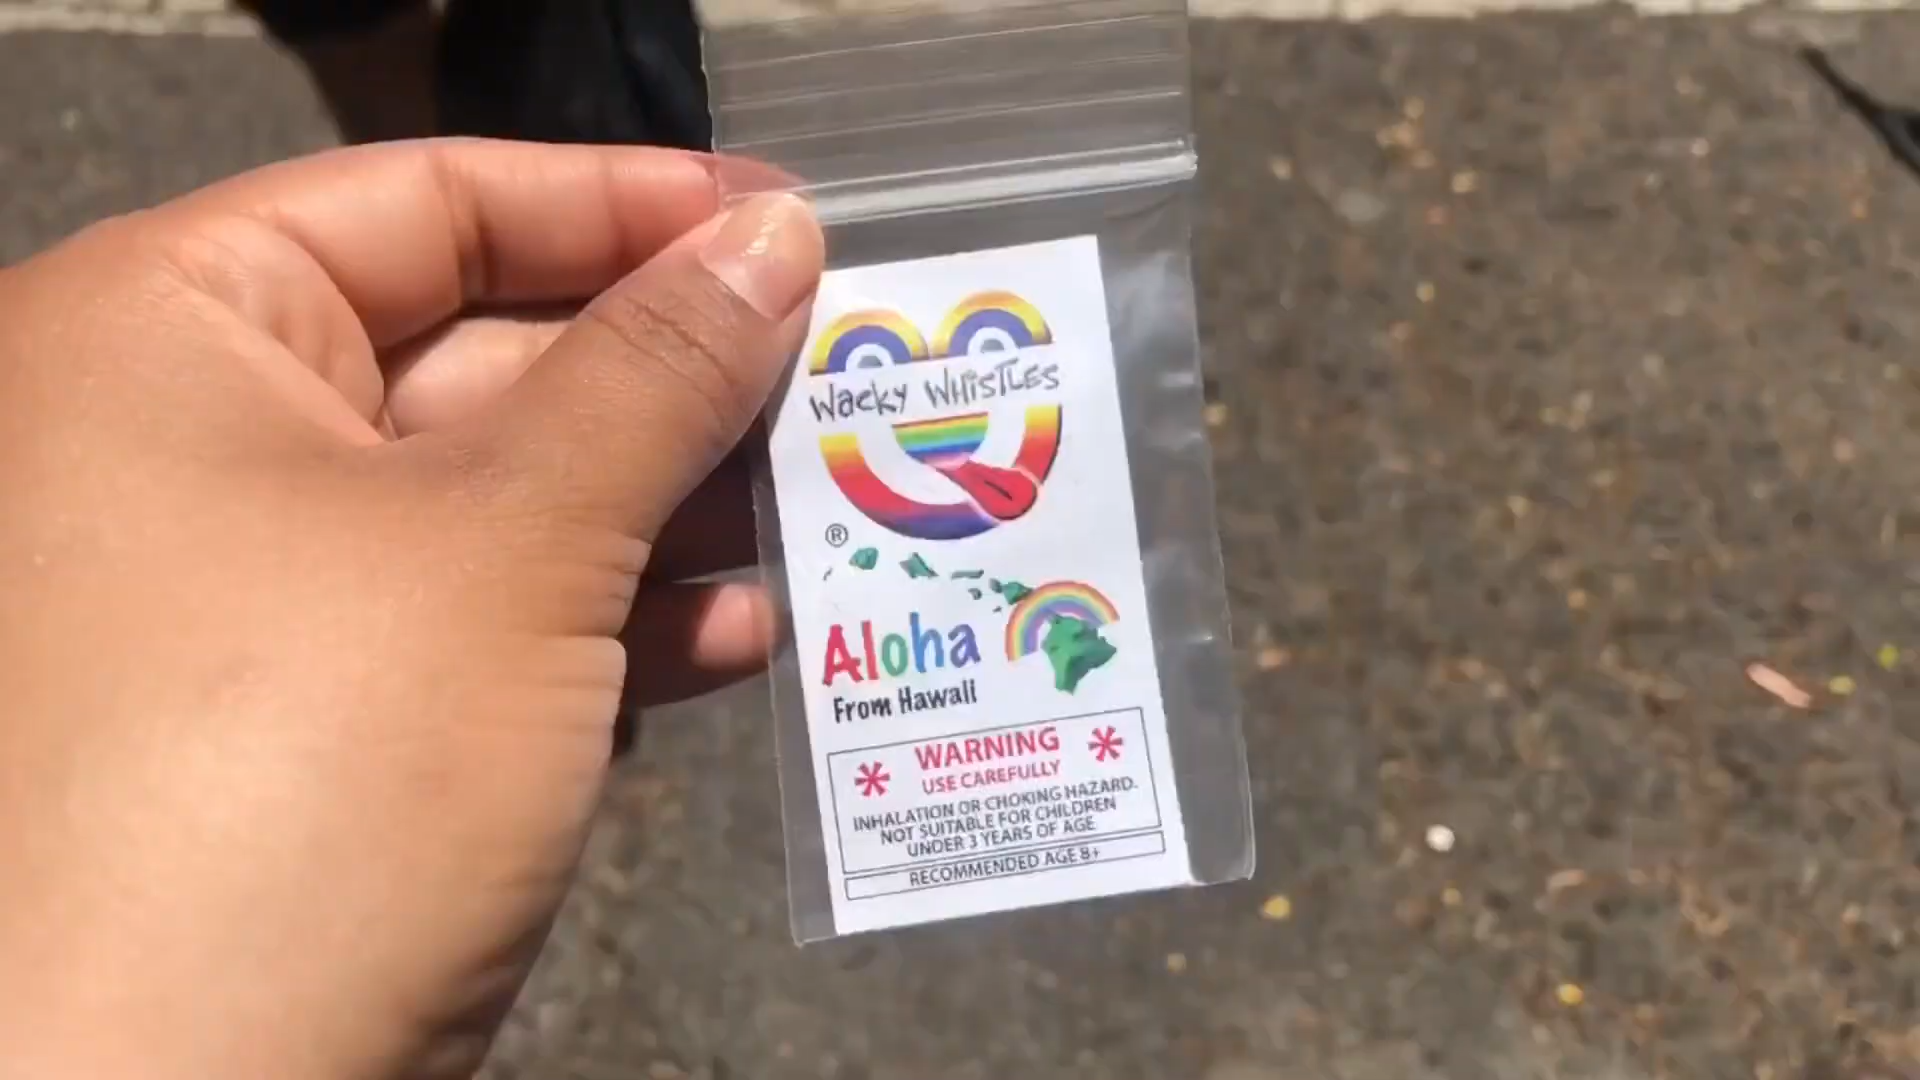 Wacky WHiSTLES
®
Aloha
From Hawaii
WARNING
USE CAREFULLY
INHALATION OR CHOKING HAZARD.
NOT SUITABLE FOR CHILDREN
UNDER 3 YEARS OF AGE
RECOMMENDED AGE 8+